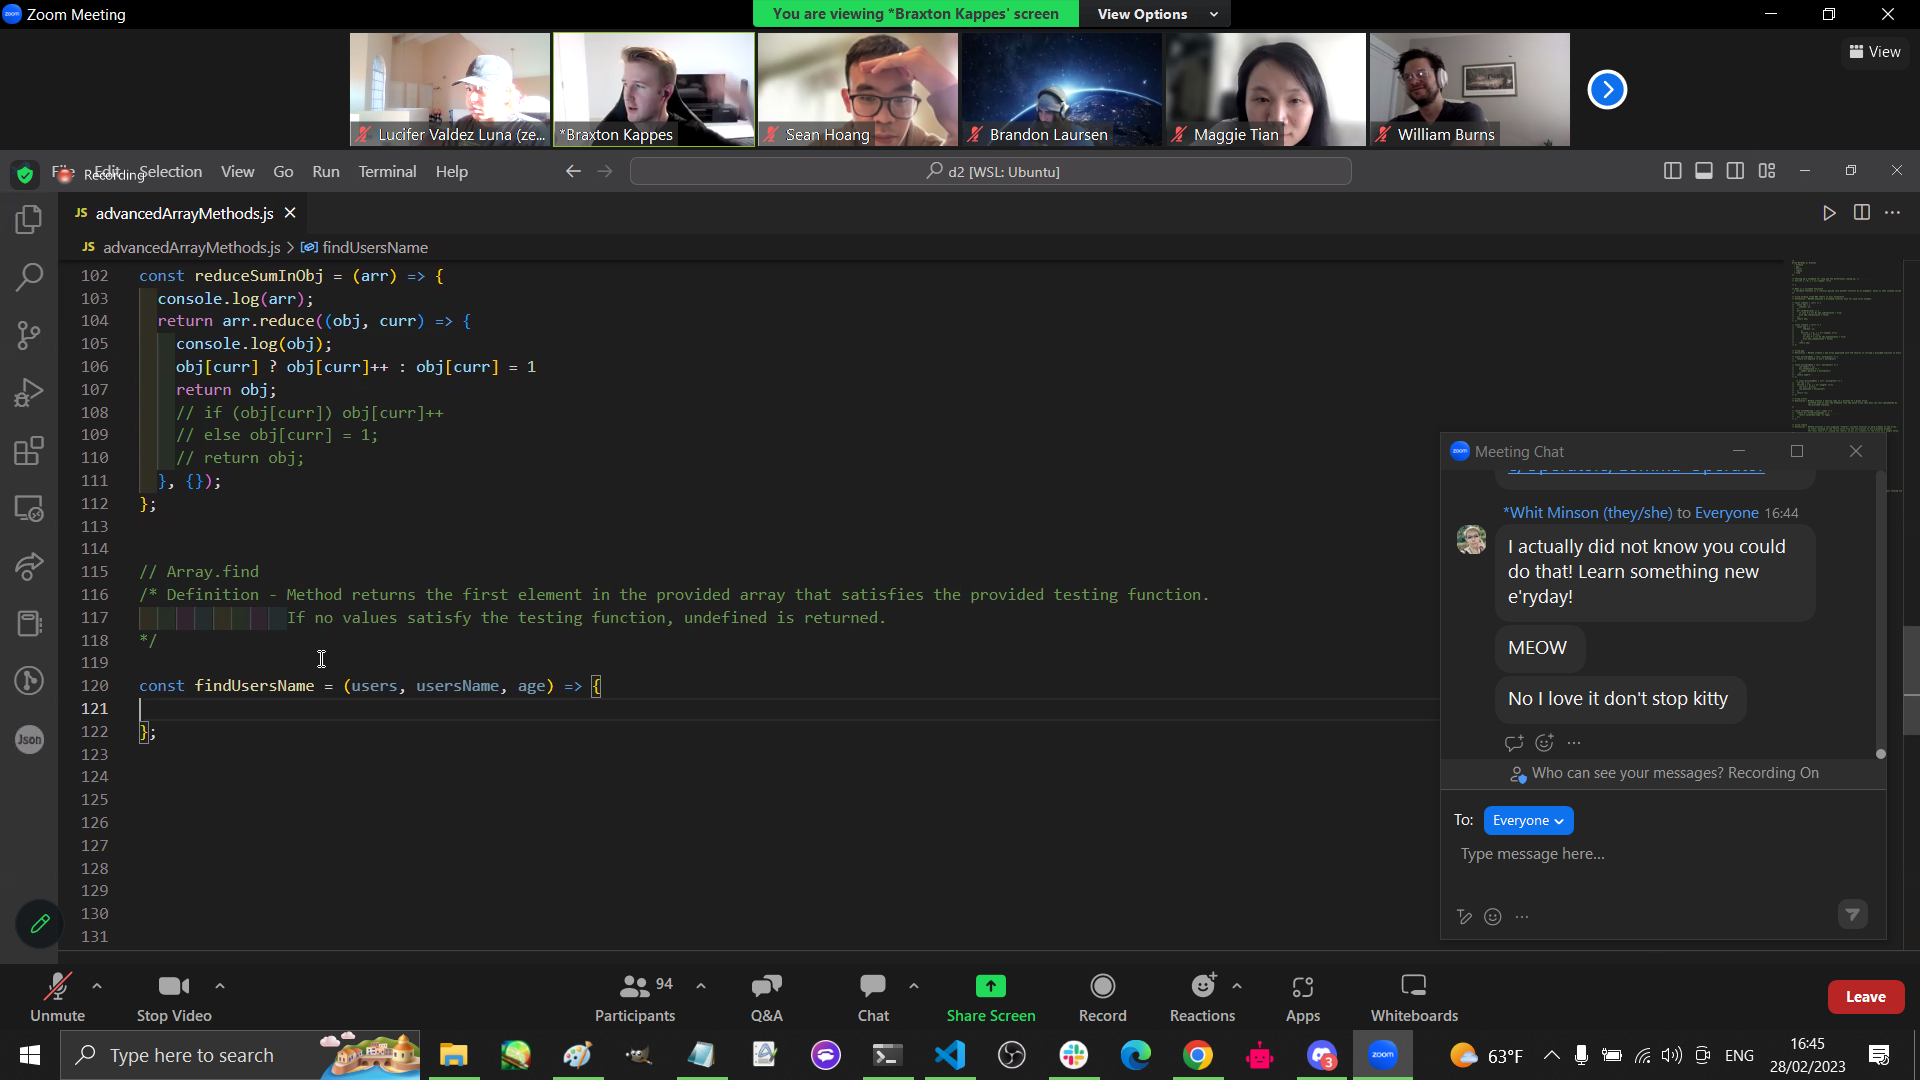 Zoom Meeting
You are viewing *Braxton Kappes' screen
View Options
View
Lucifer Valdez Luna (ze...
*Braxton Kappes
Sean Hoang
Brandon Laursen
Maggie Tian
William Burns
File Edit Selection View Go Run Terminal Help
Recording
d2 [WSL: Ubuntu]
JS advancedArrayMethods.js
JS advancedArrayMethods.js > findUsersName
102 const reduceSumInObj = (arr) => {
103 console.log(arr);
104 return arr.reduce((obj, curr) => {
105 console.log(obj);
106 obj[curr] ? obj[curr]++ : obj[curr] = 1
107 return obj;
108 // if (obj[curr]) obj[curr]++
109 // else obj[curr] = 1;
110 // return obj;
111 }, {});
112 };
113
114
115 // Array.find
116 /* Definition - Method returns the first element in the provided array that satisfies the provided testing function.
117 If no values satisfy the testing function, undefined is returned.
118 */
119
120 const findUsersName = (users, usersName, age) => {
121
122 };
123
124
125
126
127
128
129
130
131
Json
zoom Meeting Chat
*Whit Minson (they/she) to Everyone 16:44
I actually did not know you could
do that! Learn something new
e'ryday!
MEOW
No I love it don't stop kitty
Who can see your messages? Recording On
To: Everyone
Type message here...
Unmute
Stop Video
94
Participants
Q&A
Chat
Share Screen
Record
Reactions
Apps
Whiteboards
Leave
Type here to search
3
zoom
63°F
ENG
16:45
28/02/2023